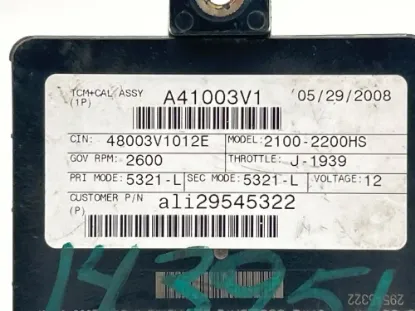 TCM+CAL ASSY A41003V1 05/29/2008
(1P)
CIN: 48003V1012E MODEL: 2100-2200HS
GOV RPM: 2600 THROTTLE: J-1939
PRI MODE: 5321-L SEC MODE: 5321-L VOLTAGE: 12
CUSTOMER P/N ali29545322
(P)
143951
29545322